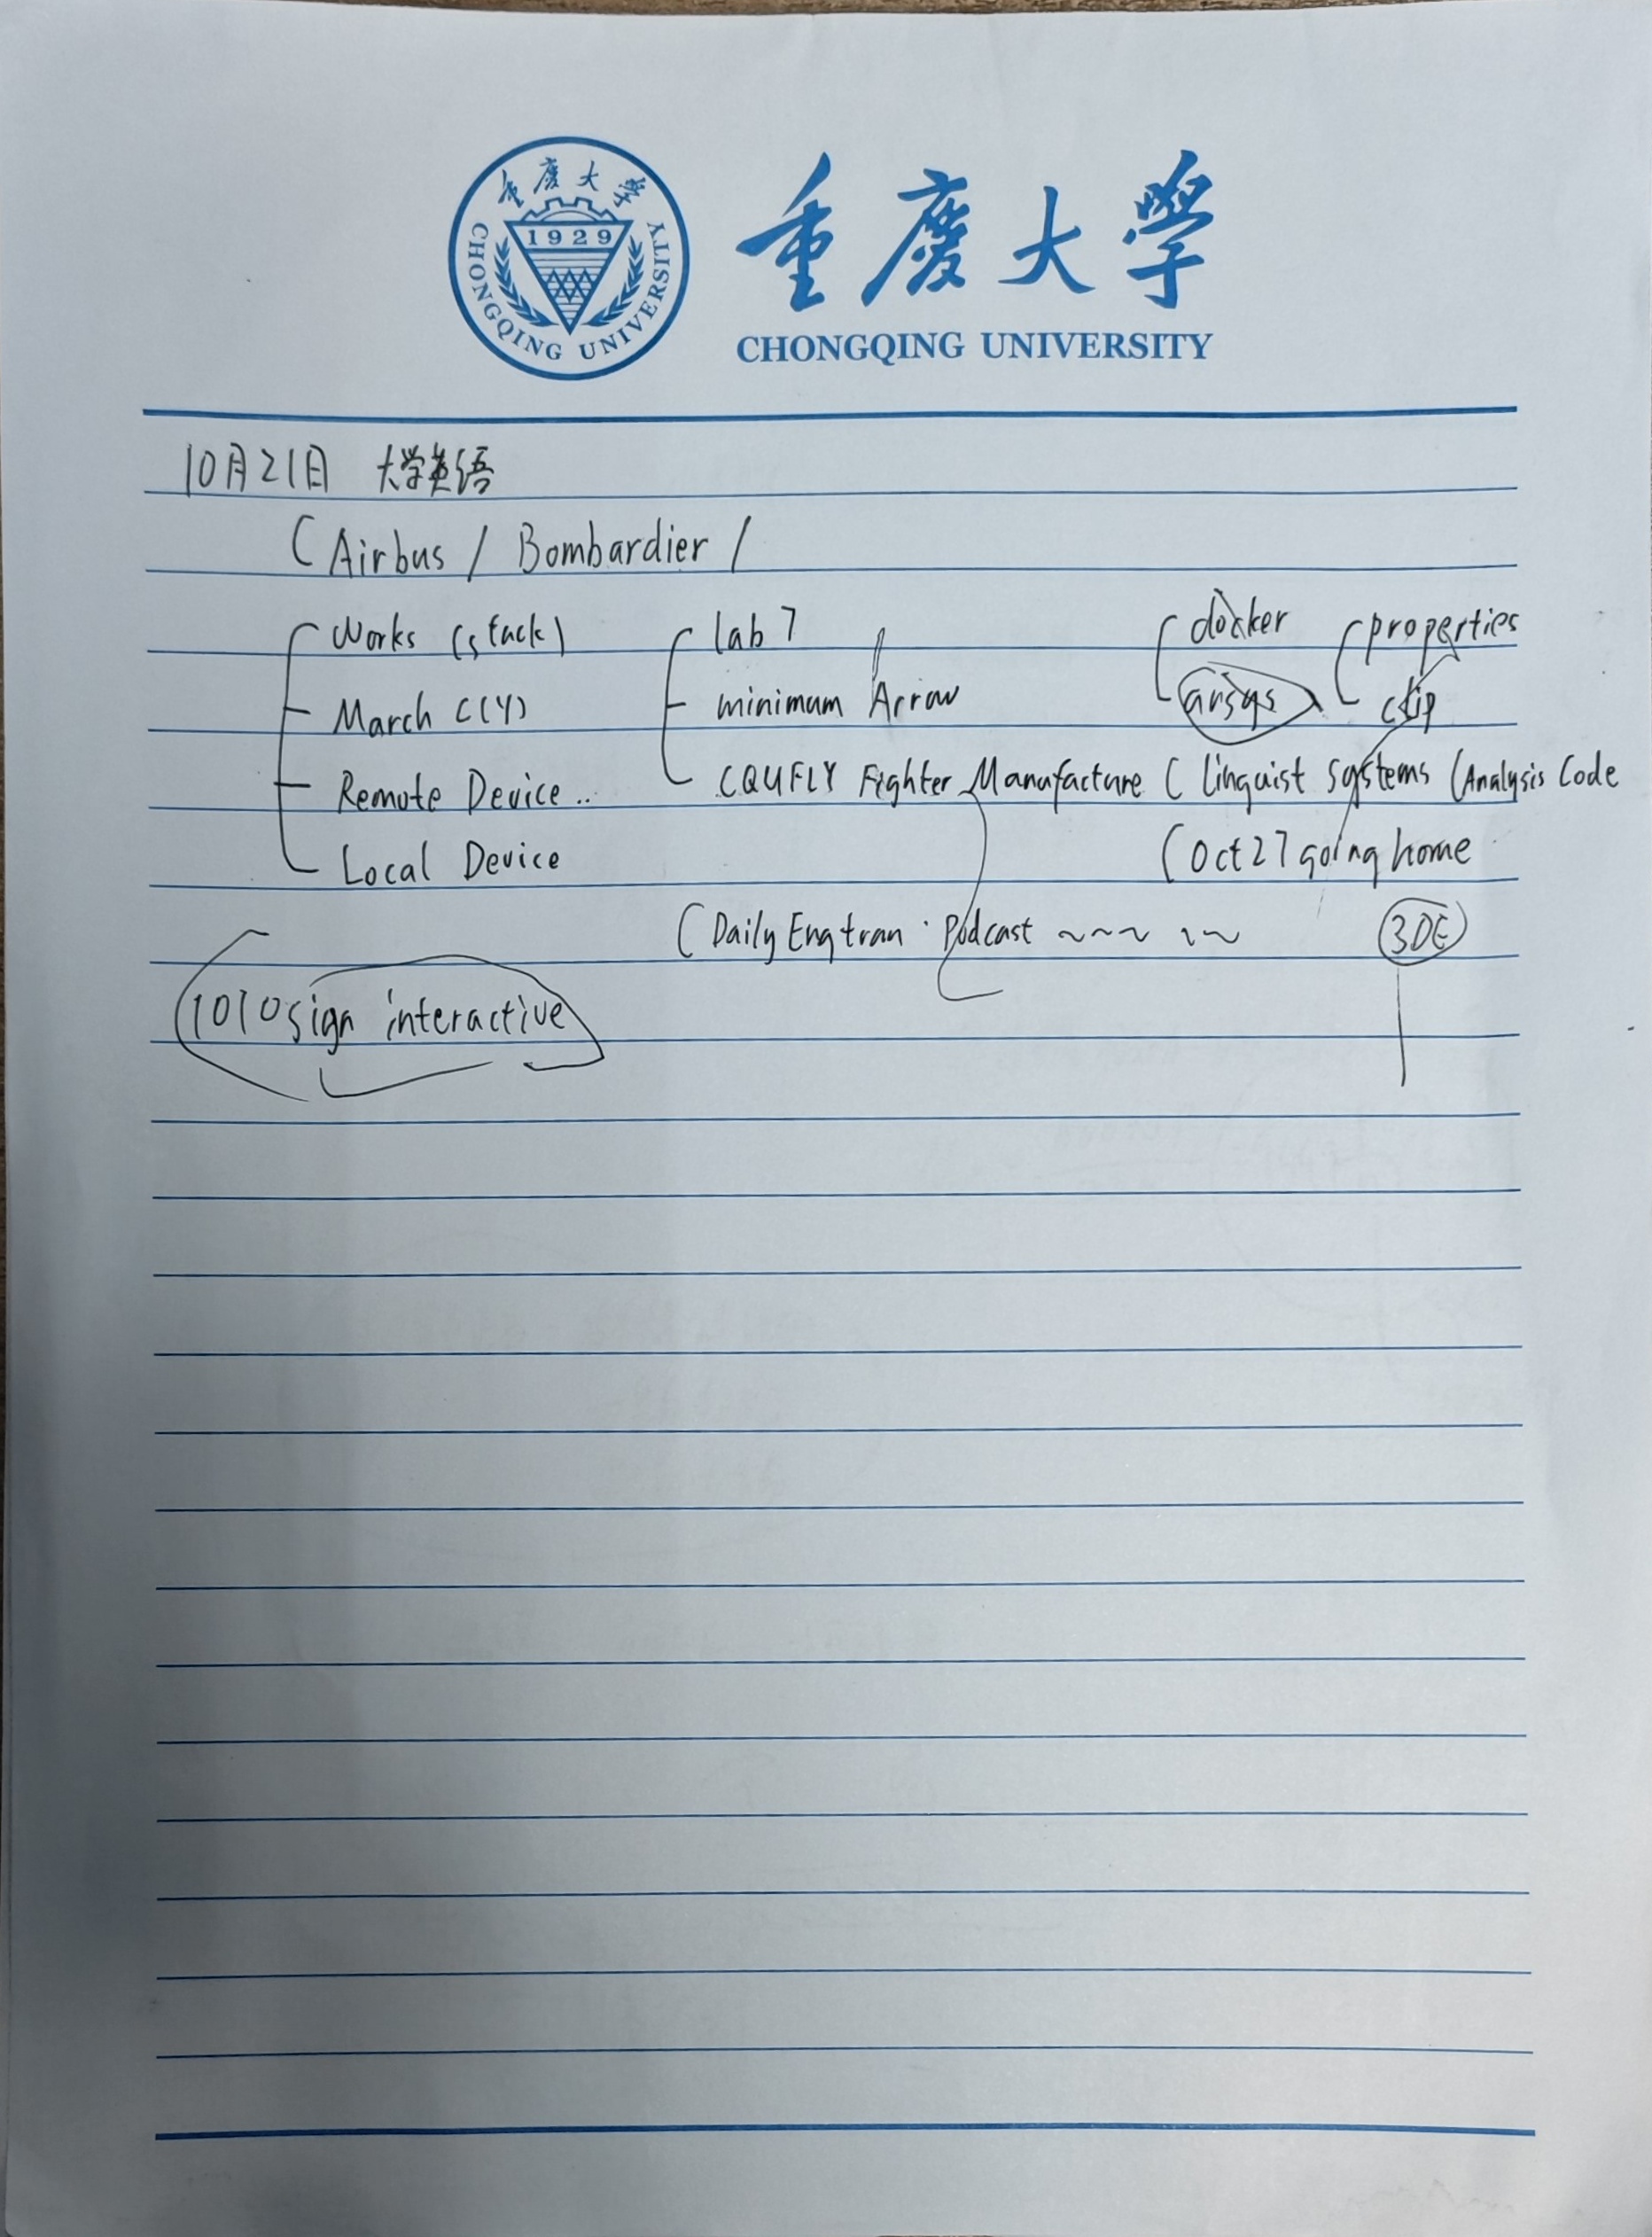 重慶大學
1929
CHONGQING UNIVERSITY
重慶大學
CHONGQING UNIVERSITY
10月21日 大学英语
(Airbus / Bombardier /
Works (stack) lab 7 docker properties
March C(Y) minimum Arrow ansys clip
Remote Device .. CQUFLY Fighter Manufacture ( linguist systems (Analysis Code
Local Device (Oct 27 going home
(Daily Eng tran · Podcast ~~~ ~~ 3DE
1010 sign interactive